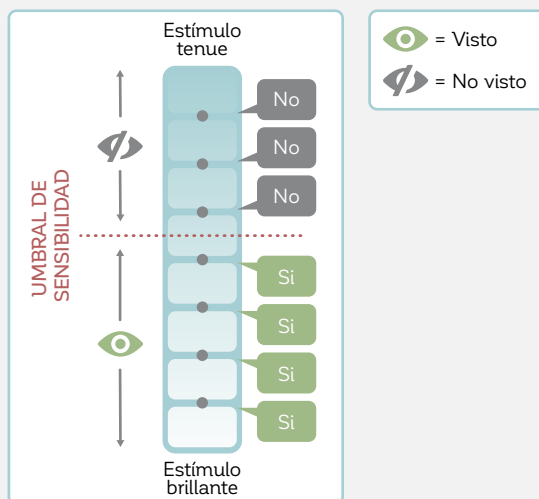 Estímulo
tenue
= Visto
= No visto
No
No
No
UMBRAL DE
SENSIBILIDAD
Si
Si
Si
Si
Estímulo
brillante